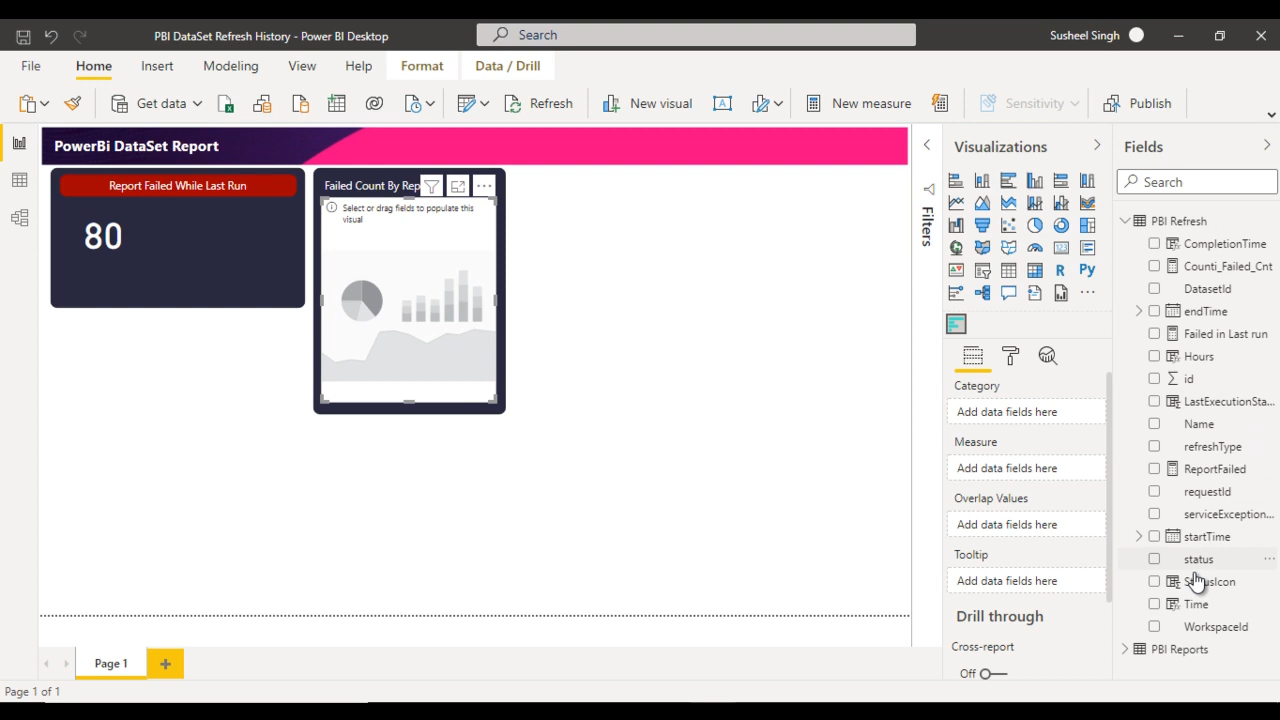 PBI DataSet Refresh History - Power BI Desktop
Search
Susheel Singh
File
Home
Insert
Modeling
View
Help
Format
Data / Drill
Get data
Refresh
New visual
New measure
Sensitivity
Publish
PowerBi DataSet Report
Report Failed While Last Run
80
Failed Count By Rep
Select or drag fields to populate this
visual
Filters
Visualizations
R
Py
123
Category
Add data fields here
Measure
Add data fields here
Overlap Values
Add data fields here
Tooltip
Add data fields here
Drill through
Cross-report
Off
Fields
Search
PBI Refresh
CompletionTime
Counti_Failed_Cnt
DatasetId
endTime
Failed in Last run
Hours
id
LastExecutionSta...
Name
refreshType
ReportFailed
requestId
serviceException...
startTime
status
Time
WorkspaceId
PBI Reports
Page 1
Page 1 of 1